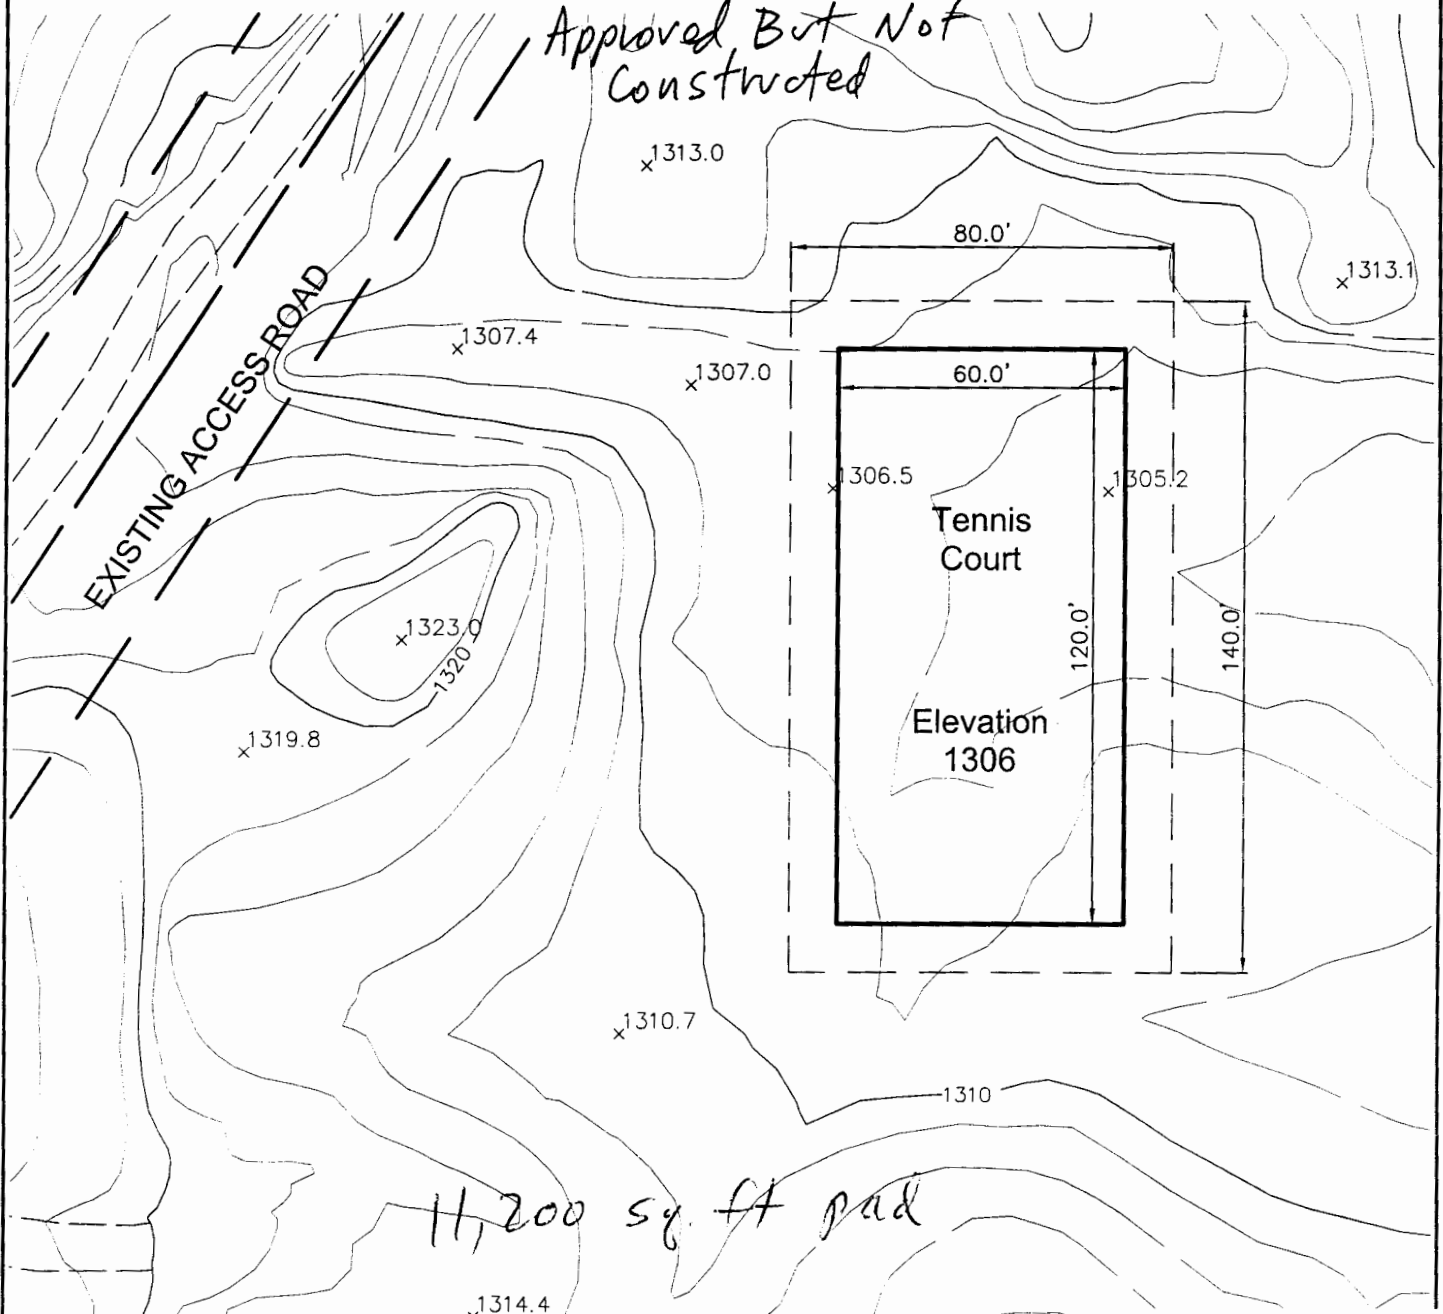 Approved But Not
Constructed
1313.0
80.0'
1313.1
EXISTING ACCESS ROAD
1307.4
1307.0
60.0'
1306.5
1305.2
Tennis
Court
120.0'
140.0'
1323.0
1320
Elevation
1306
1319.8
1310.7
1310
11,200 sq. ft pad
1314.4